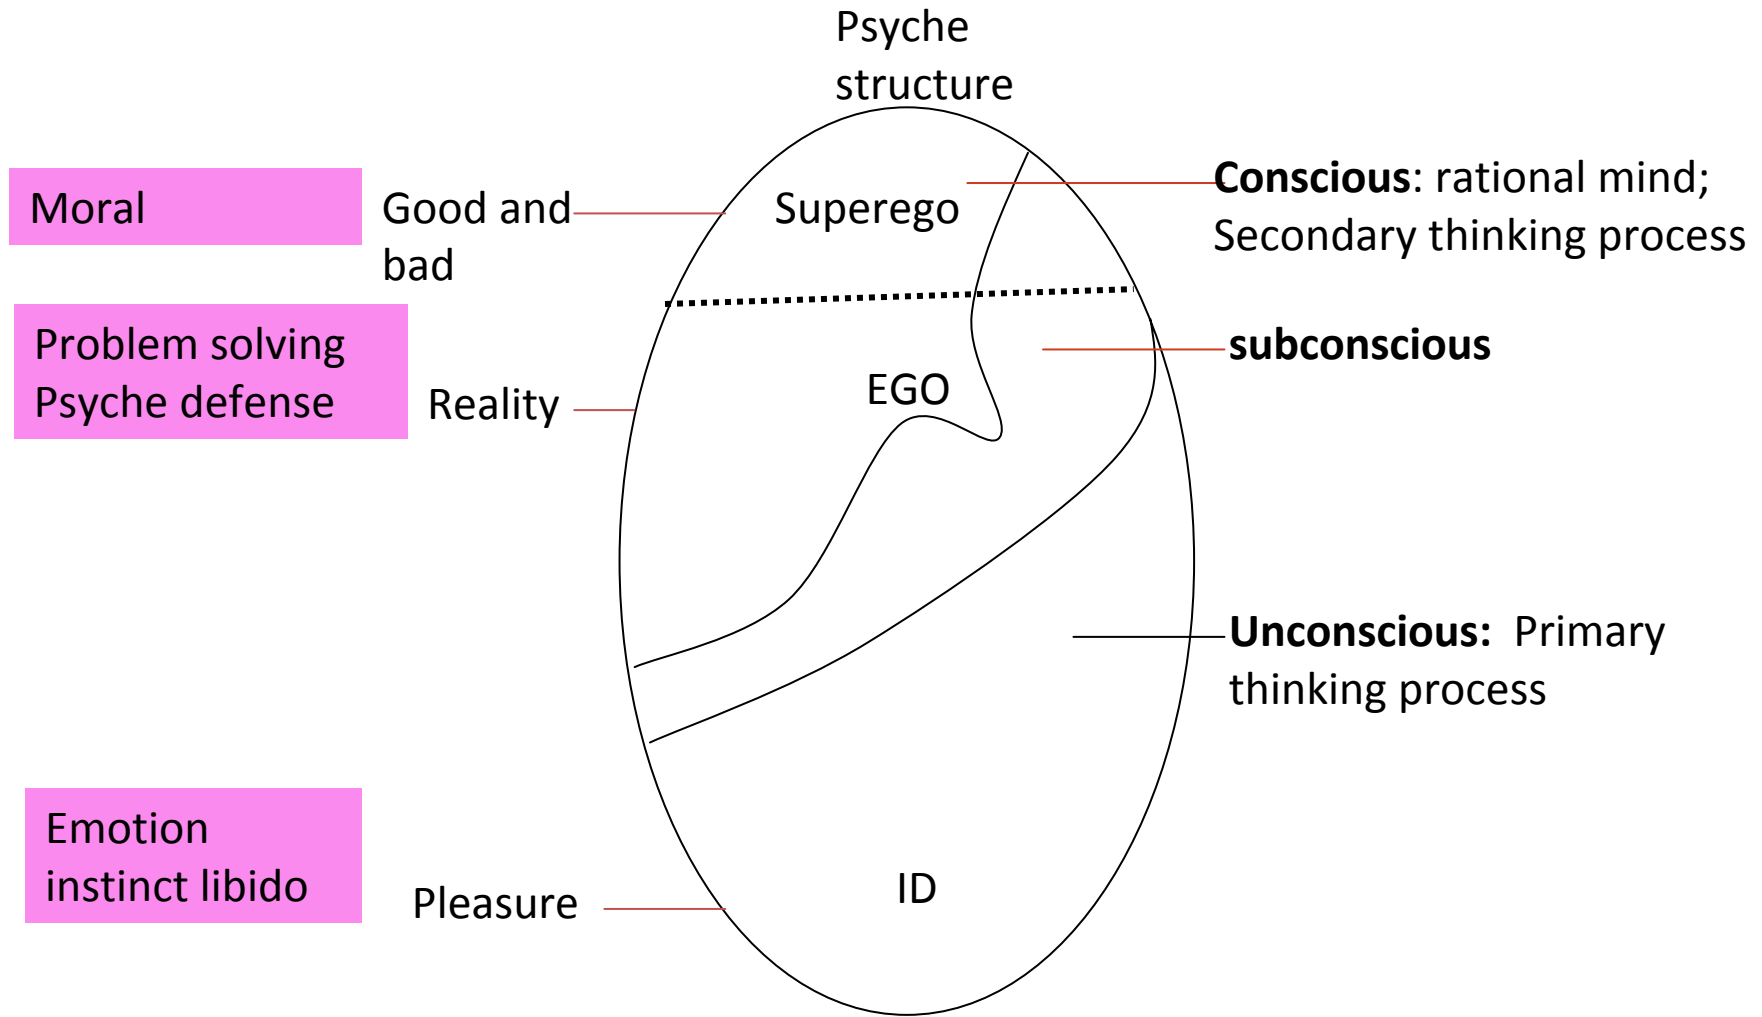 Psyche
structure
Moral
Good and
bad
Superego
Conscious: rational mind;
Secondary thinking process
Problem solving
Psyche defense
Reality
EGO
subconscious
Unconscious: Primary
thinking process
Emotion
instinct libido
Pleasure
ID